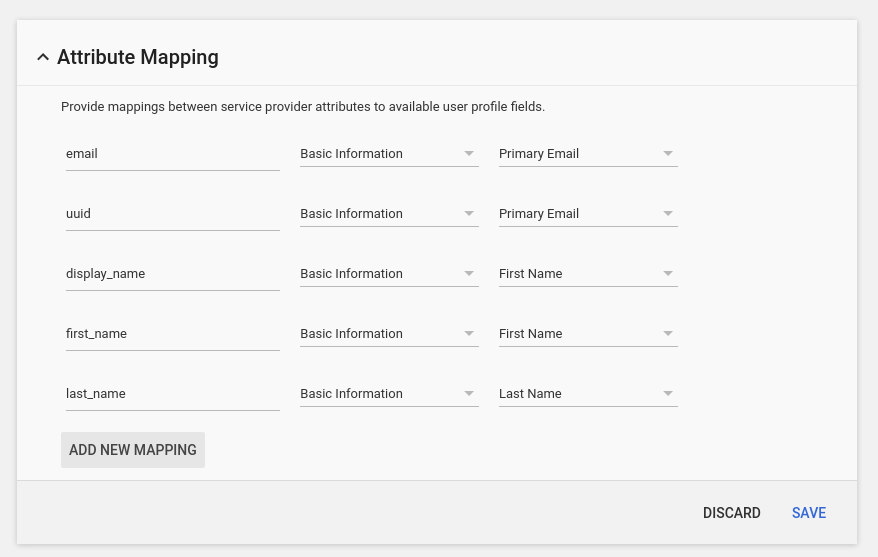 Attribute Mapping
Provide mappings between service provider attributes to available user profile fields.
email Basic Information Primary Email
uuid Basic Information Primary Email
display_name Basic Information First Name
first_name Basic Information First Name
last_name Basic Information Last Name
ADD NEW MAPPING
DISCARD SAVE